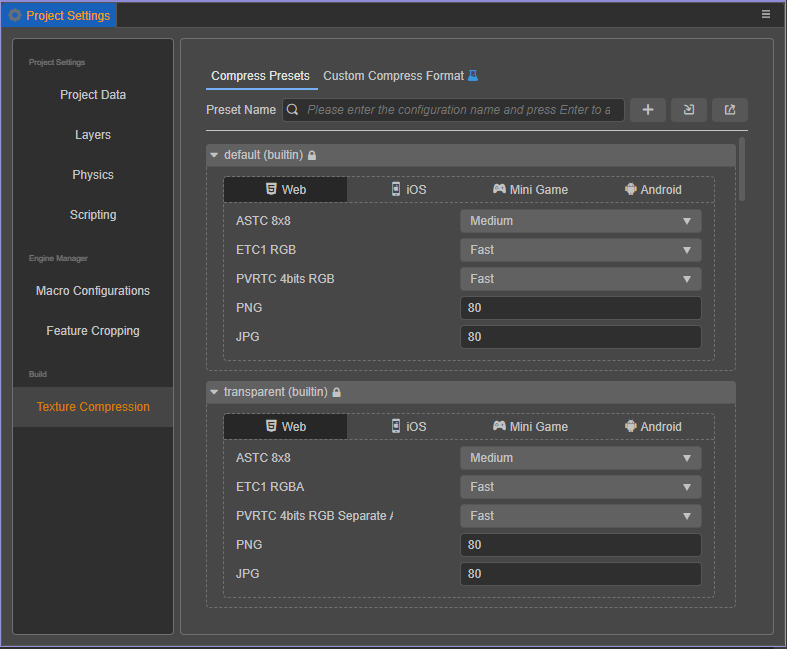 Project Settings
Project Settings
Project Data
Layers
Physics
Scripting
Engine Manager
Macro Configurations
Feature Cropping
Build
Texture Compression
Compress Presets Custom Compress Format
Preset Name Please enter the configuration name and press Enter to a
default (builtin)
Web iOS Mini Game Android
ASTC 8x8 Medium
ETC1 RGB Fast
PVRTC 4bits RGB Fast
PNG 80
JPG 80
transparent (builtin)
Web iOS Mini Game Android
ASTC 8x8 Medium
ETC1 RGBA Fast
PVRTC 4bits RGB Separate A Fast
PNG 80
JPG 80